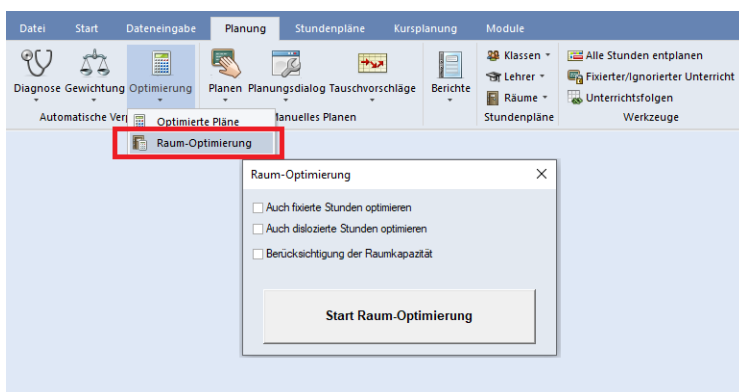 Datei Start Dateneingabe Planung Stundenpläne Kursplanung Module
Diagnose Gewichtung Optimierung Planen Planungsdialog Tauschvorschläge Berichte
Klassen
Lehrer
Räume
Alle Stunden entplanen
Fixierter/Ignorierter Unterricht
Unterrichtsfolgen
Automatische Ver Manuelles Planen Stundenpläne Werkzeuge
Optimierte Pläne
Raum-Optimierung
Raum-Optimierung
Auch fixierte Stunden optimieren
Auch dislozierte Stunden optimieren
Berücksichtigung der Raumkapazität
Start Raum-Optimierung